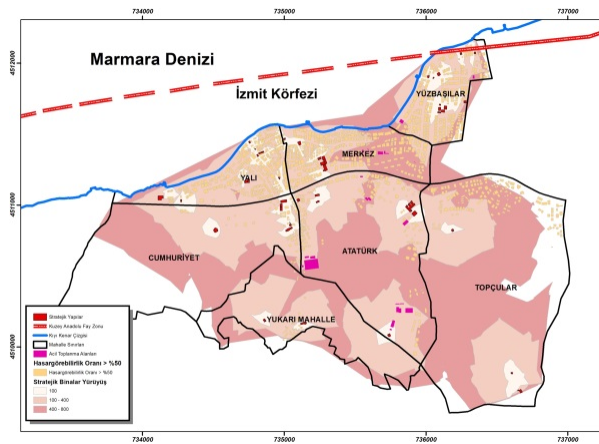 734000 735000 736000 737000
4512000
Marmara Denizi
İzmit Körfezi
YÜZBAŞILAR
MERKEZ
YALI
4511000
CUMHURİYET
ATATÜRK
TOPÇULAR
YUKARI MAHALLE
4510000
Stratejik Yapılar
Kuzey Anadolu Fay Zonu
Kıyı Kenar Çizgisi
Mahalle Sınırları
Acil Toplanma Alanları
Hasargörebilirlik Oranı > %50
Hasargörebilirlik Oranı > %50
Stratejik Binalar Yürüyüş
100
100 - 400
400 - 800
734000 735000 736000 737000